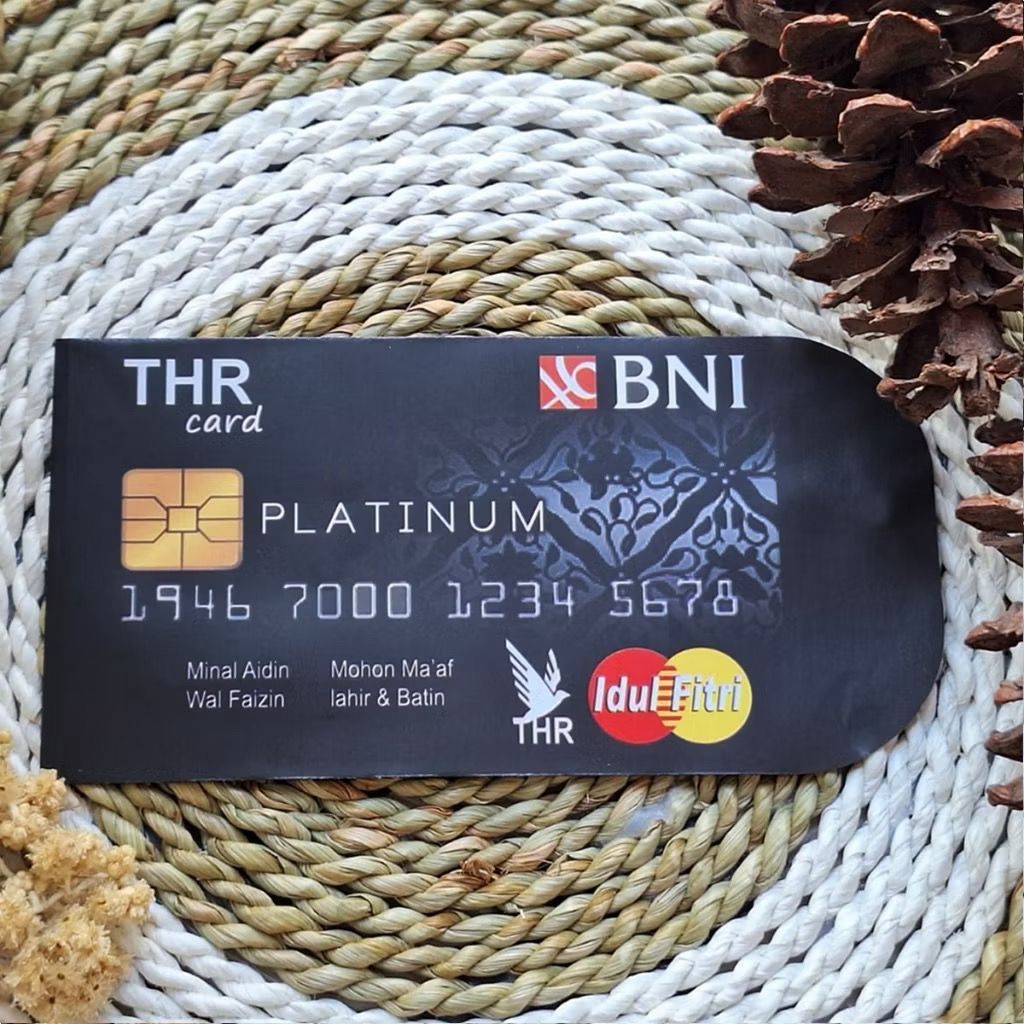 THR
card
BNI
PLATINUM
1946 7000 1234 5678
Minal Aidin
Wal Faizin
Mohon Ma'af
lahir & Batin
THR
Idul Fitri